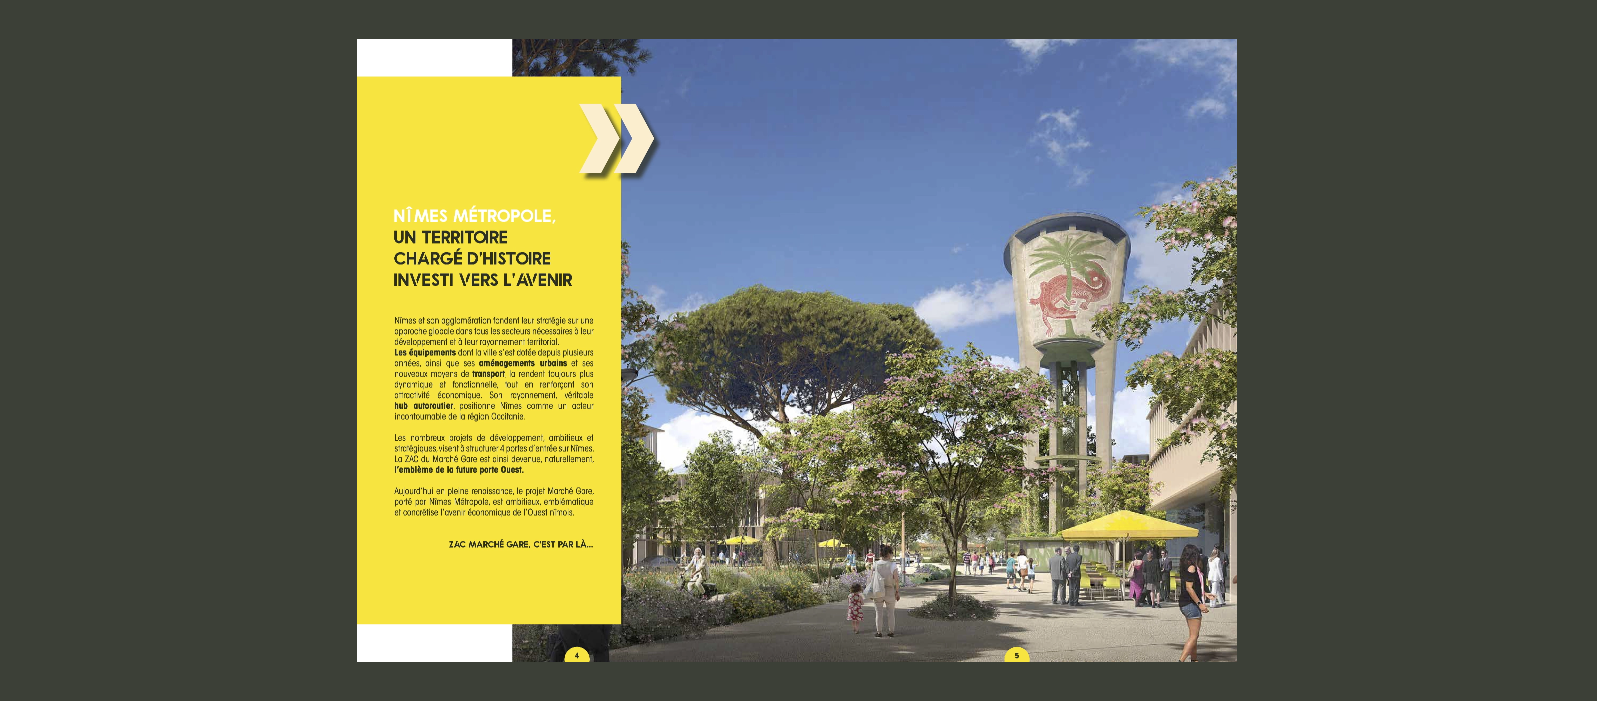 NÎMES MÉTROPOLE,
UN TERRITOIRE
CHARGÉ D'HISTOIRE
INVESTI VERS L'AVENIR
Nîmes et son agglomération fondent leur stratégie sur une
approche globale dans tous les secteurs nécessaires à leur
développement et à leur rayonnement territorial.
Les équipements dont la ville s'est dotée depuis plusieurs
années, ainsi que ses aménagements urbains et ses
nouveaux moyens de transport la rendent toujours plus
dynamique et fonctionnelle, tout en renforçant son
attractivité économique. Son rayonnement, véritable
hub autoroutier, positionne Nîmes comme un acteur
incontournable de la région Occitanie.
Les nombreux projets de développement, ambitieux et
stratégiques, visent à structurer 4 portes d'entrée sur Nîmes.
La ZAC du Marché Gare est ainsi devenue, naturellement,
l'emblème de la future porte Ouest.
Aujourd'hui en pleine renaissance, le projet Marché Gare,
porté par Nîmes Métropole, est ambitieux, emblématique
et concrétise l'avenir économique de l'Ouest nîmois.
ZAC MARCHÉ GARE, C'EST PAR LÀ...
4
5